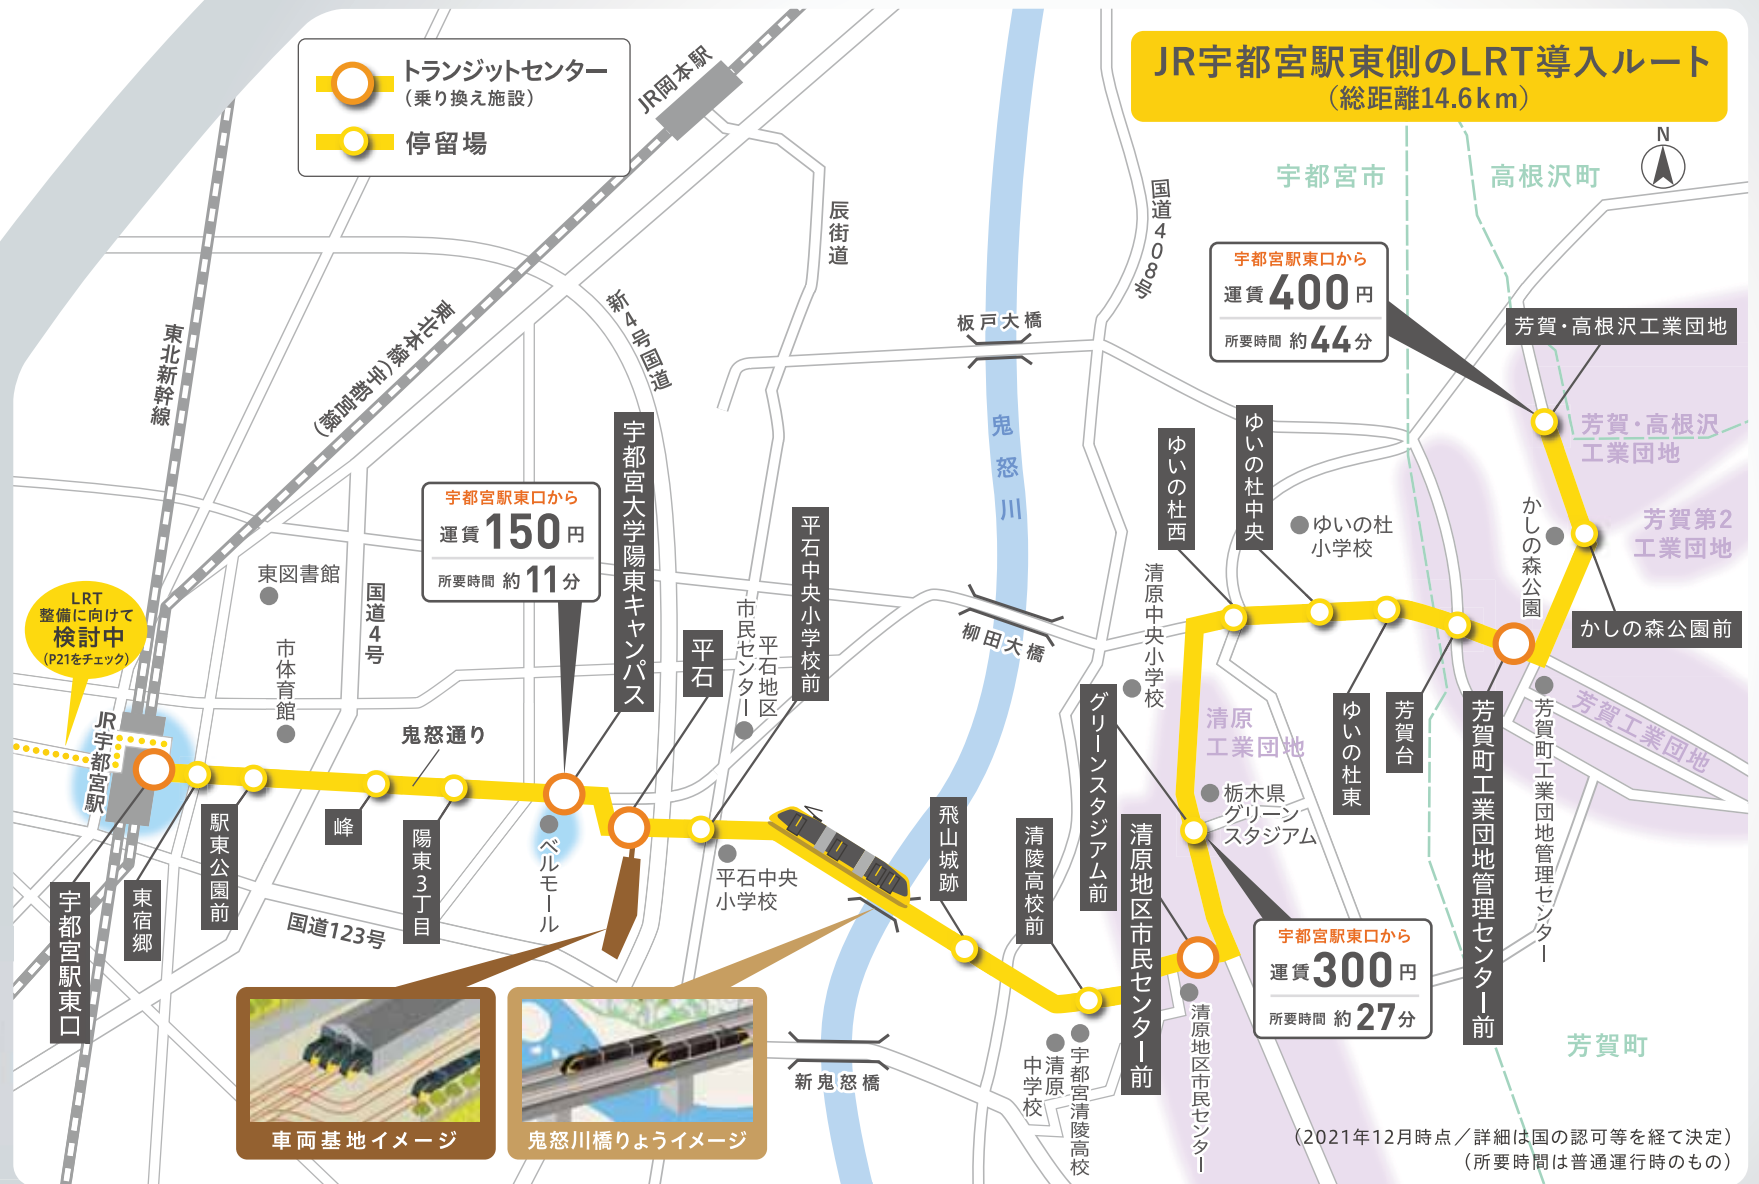 JR宇都宮駅東側のLRT導入ルート
（総距離14.6km）
トランジットセンター
（乗り換え施設）
停留場
JR岡本駅
N
宇都宮市
高根沢町
国道408号
辰街道
新4号国道
東北新幹線
東北本線（宇都宮線）
板戸大橋
鬼怒川
宇都宮駅東口から
運賃400円
所要時間 約44分
芳賀・高根沢工業団地
芳賀・高根沢
工業団地
芳賀第2
工業団地
かしの森公園
かしの森公園前
ゆいの杜西
ゆいの杜中央
ゆいの杜
小学校
宇都宮大学陽東キャンパス
宇都宮駅東口から
運賃150円
所要時間 約11分
平石中央小学校前
平石
市民センター
平石地区
柳田大橋
清原中央小学校
東図書館
国道4号
市体育館
LRT
整備に向けて
検討中
(P21をチェック)
JR宇都宮駅
鬼怒通り
グリーンスタジアム前
清原
工業団地
ゆいの杜東
芳賀台
芳賀町工業団地管理センター前
芳賀町工業団地管理センター
芳賀工業団地
栃木県
グリーン
スタジアム
宇都宮駅東口
東宿郷
駅東公園前
峰
陽東3丁目
ベルモール
国道123号
平石中央
小学校
飛山城跡
清陵高校前
清原地区市民センター前
清原地区市民センター
宇都宮駅東口から
運賃300円
所要時間 約27分
車両基地イメージ
鬼怒川橋りょうイメージ
新鬼怒橋
清原
中学校
宇都宮清陵高校
芳賀町
（2021年12月時点／詳細は国の認可等を経て決定）
（所要時間は普通運行時のもの）